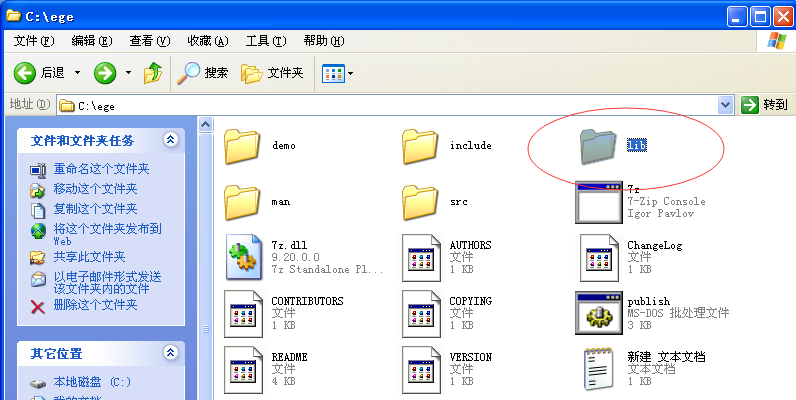 C:\ege
文件(F) 编辑(E) 查看(V) 收藏(A) 工具(T) 帮助(H)
后退 搜索 文件夹
地址(D) C:\ege 转到
文件和文件夹任务
重命名这个文件夹
移动这个文件夹
复制这个文件夹
将这个文件夹发布到
Web
共享此文件夹
以电子邮件形式发送
该文件夹内的文件
删除这个文件夹
其它位置
本地磁盘 (C:)
我的文档
demo
include
lib
man
src
7z
7-Zip Console
Igor Pavlov
7z.dll
9.20.0.0
7z Standalone Pl...
AUTHORS
文件
1 KB
ChangeLog
文件
1 KB
CONTRIBUTORS
文件
1 KB
COPYING
文件
1 KB
publish
MS-DOS 批处理文件
3 KB
README
文件
4 KB
VERSION
文件
1 KB
新建 文本文档
文本文档
1 KB